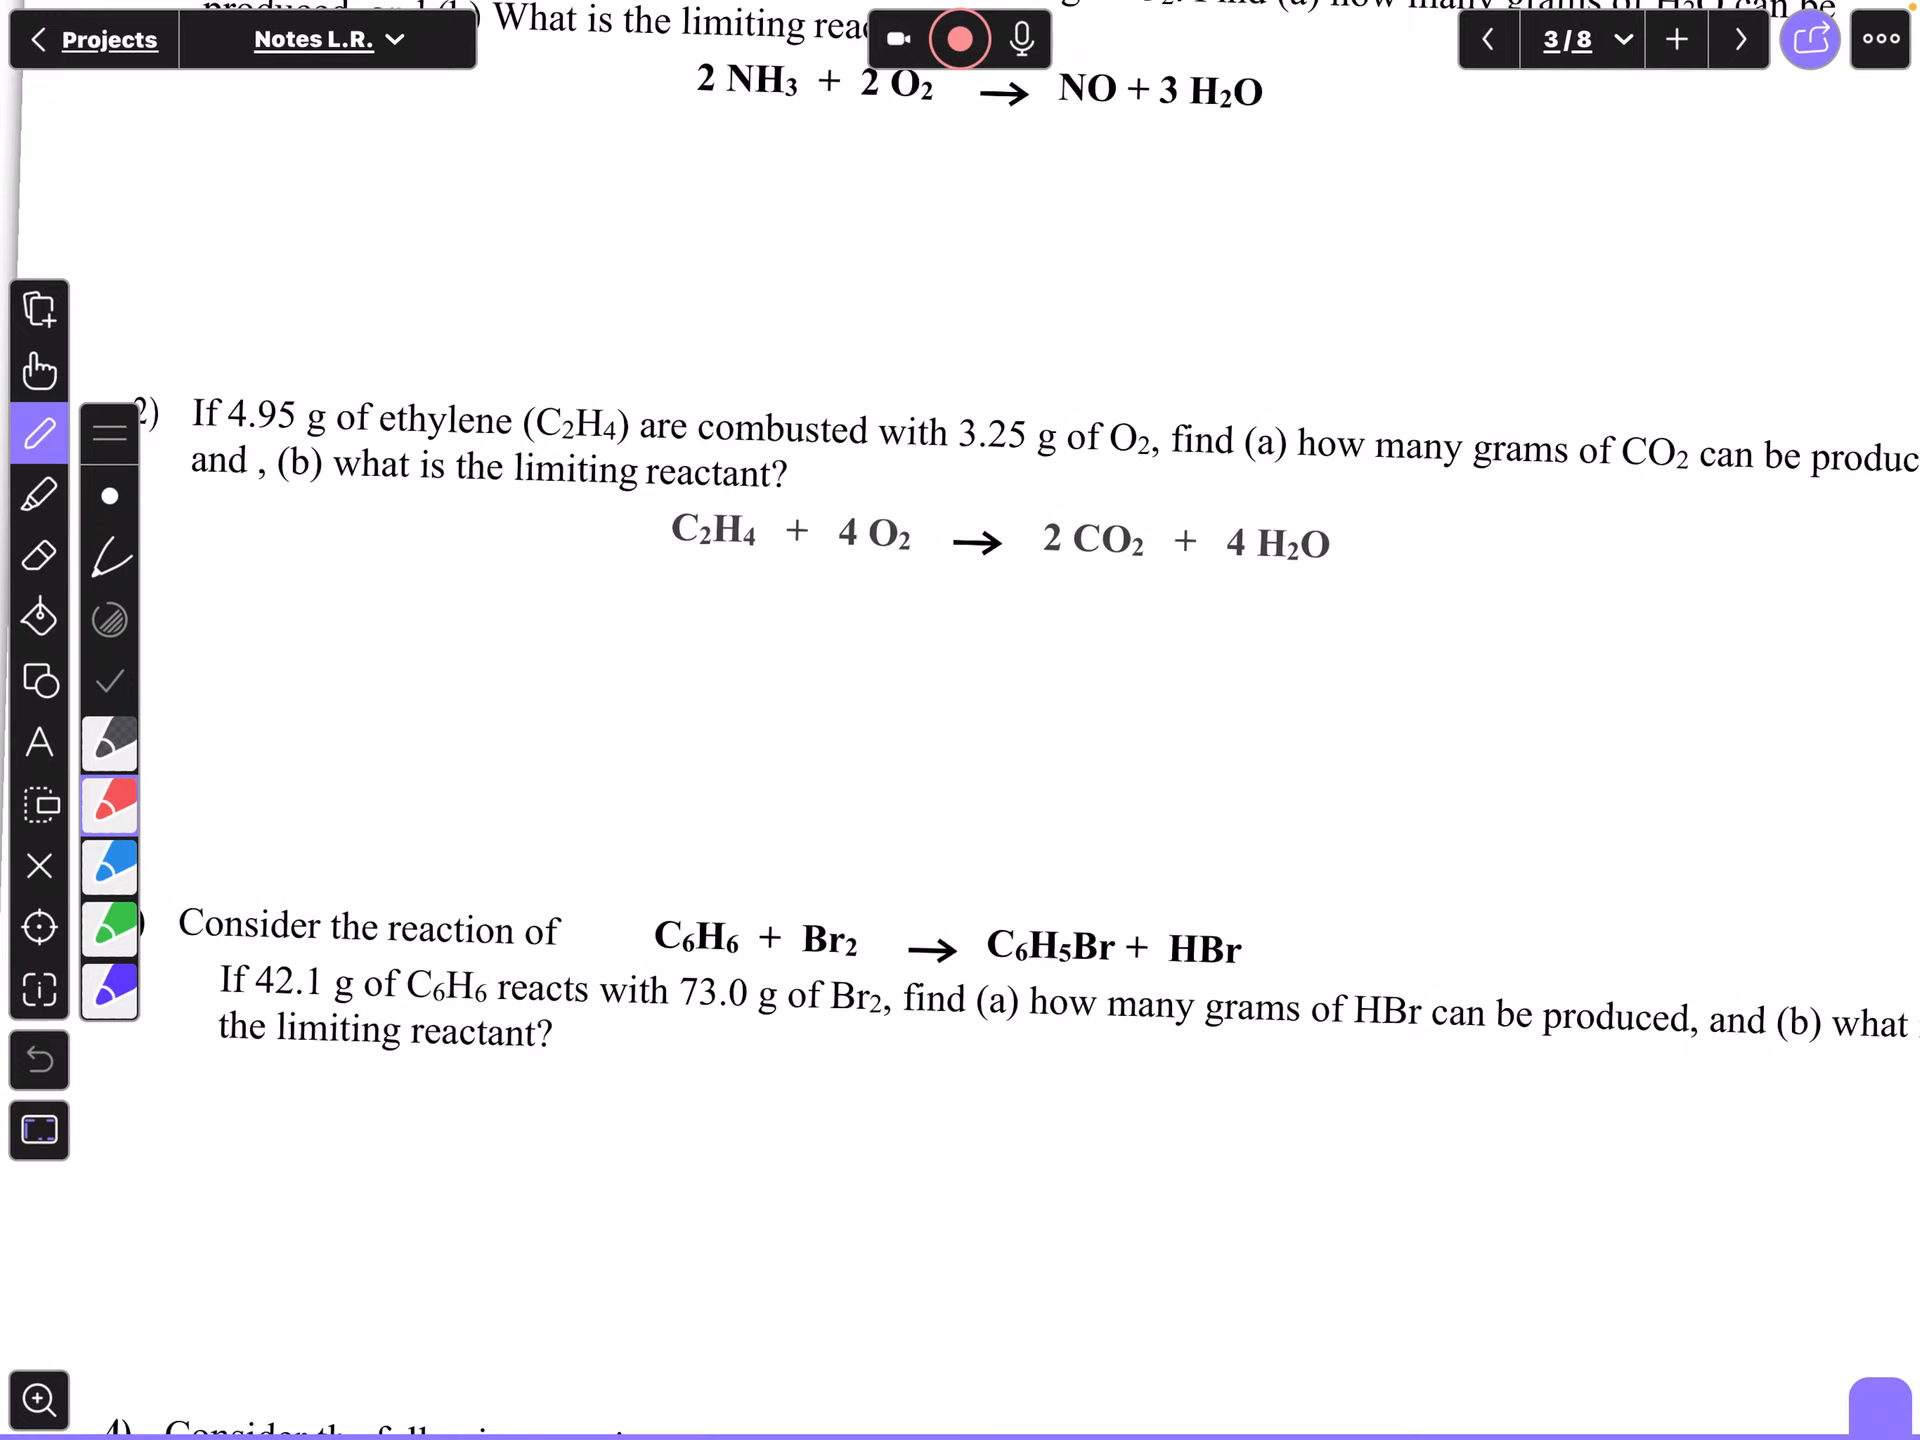 Projects
Notes L.R.
3/8
What is the limiting
2 NH3 + 2 O2 → NO + 3 H2O
2) If 4.95 g of ethylene (C2H4) are combusted with 3.25 g of O2, find (a) how many grams of CO2 can be produc
and , (b) what is the limiting reactant?
C2H4 + 4 O2 → 2 CO2 + 4 H2O
) Consider the reaction of C6H6 + Br2 → C6H5Br + HBr
If 42.1 g of C6H6 reacts with 73.0 g of Br2, find (a) how many grams of HBr can be produced, and (b) what
the limiting reactant?
A